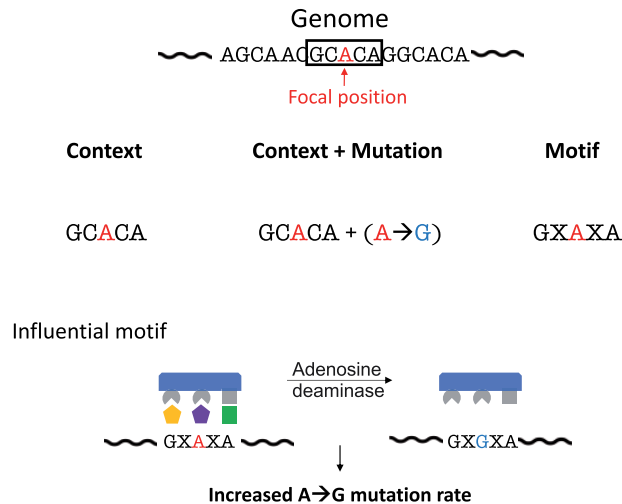 Genome
AGCAACGCACAGGCACA
Focal position
Context Context + Mutation Motif
GCACA GCACA + (A→G) GXAXA
Influential motif
Adenosine
deaminase
GXAXA GXGXA
Increased A→G mutation rate